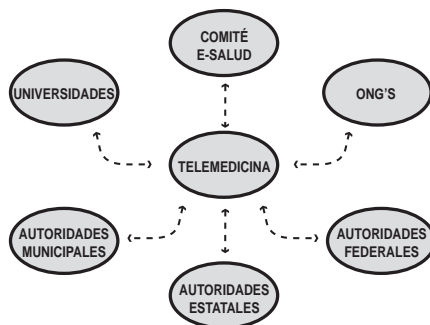 COMITÉ
E-SALUD
UNIVERSIDADES
ONG'S
TELEMEDICINA
AUTORIDADES
MUNICIPALES
AUTORIDADES
FEDERALES
AUTORIDADES
ESTATALES